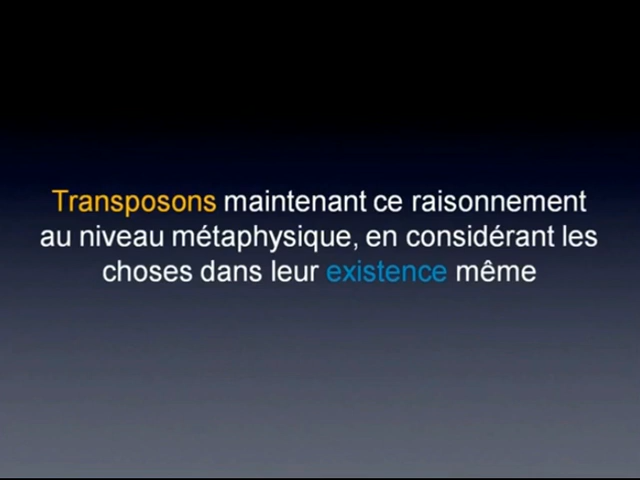 Transposons maintenant ce raisonnement
au niveau métaphysique, en considérant les
choses dans leur existence même